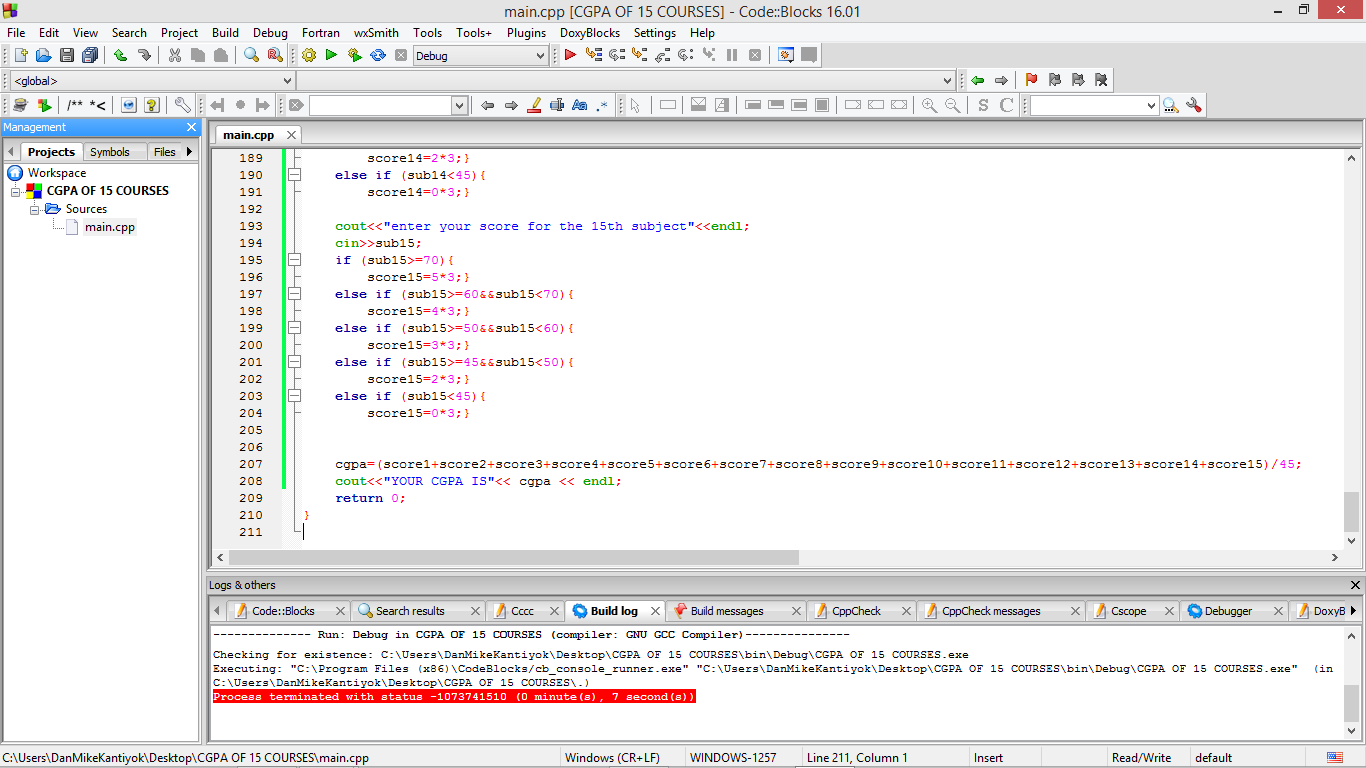 main.cpp [CGPA OF 15 COURSES] - Code::Blocks 16.01
File Edit View Search Project Build Debug Fortran wxSmith Tools Tools+ Plugins DoxyBlocks Settings Help
Debug
<global>
/** *<
Aa .*
S C
Management
main.cpp
Projects Symbols Files
Workspace
CGPA OF 15 COURSES
Sources
main.cpp
189 score14=2*3;}
190 else if (sub14<45){
191 score14=0*3;}
192
193 cout<<"enter your score for the 15th subject"<<endl;
194 cin>>sub15;
195 if (sub15>=70){
196 score15=5*3;}
197 else if (sub15>=60&&sub15<70){
198 score15=4*3;}
199 else if (sub15>=50&&sub15<60){
200 score15=3*3;}
201 else if (sub15>=45&&sub15<50){
202 score15=2*3;}
203 else if (sub15<45){
204 score15=0*3;}
205
206
207 cgpa=(score1+score2+score3+score4+score5+score6+score7+score8+score9+score10+score11+score12+score13+score14+score15)/45;
208 cout<<"YOUR CGPA IS"<< cgpa << endl;
209 return 0;
210 }
211
Logs & others
Code::Blocks Search results Cccc Build log Build messages CppCheck CppCheck messages Cscope Debugger DoxyB
-------------- Run: Debug in CGPA OF 15 COURSES (compiler: GNU GCC Compiler)---------------
Checking for existence: C:\Users\DanMikeKantiyok\Desktop\CGPA OF 15 COURSES\bin\Debug\CGPA OF 15 COURSES.exe
Executing: "C:\Program Files (x86)\CodeBlocks/cb_console_runner.exe" "C:\Users\DanMikeKantiyok\Desktop\CGPA OF 15 COURSES\bin\Debug\CGPA OF 15 COURSES.exe" (in
C:\Users\DanMikeKantiyok\Desktop\CGPA OF 15 COURSES\.)
Process terminated with status -1073741510 (0 minute(s), 7 second(s))
C:\Users\DanMikeKantiyok\Desktop\CGPA OF 15 COURSES\main.cpp Windows (CR+LF) WINDOWS-1257 Line 211, Column 1 Insert Read/Write default